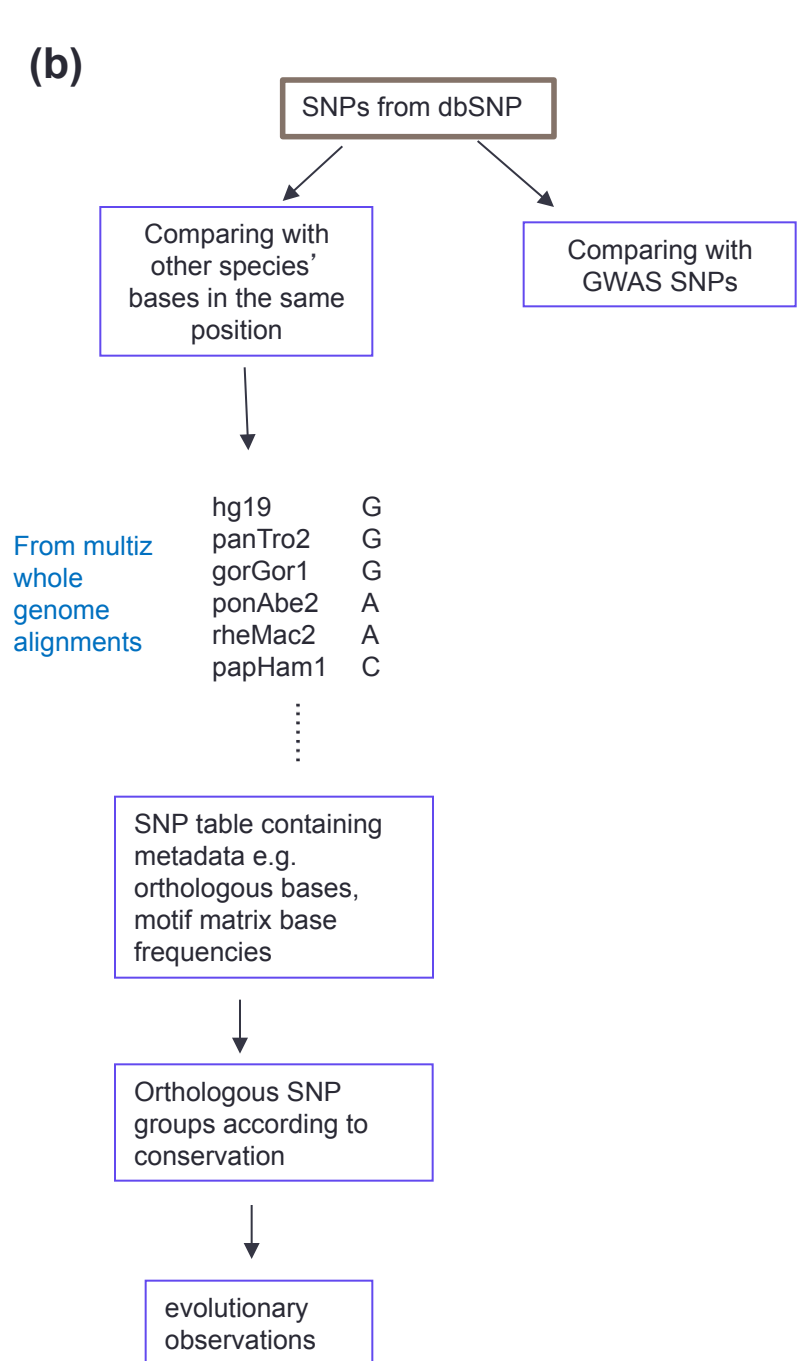 (b)
SNPs from dbSNP
Comparing with
other species’
bases in the same
position
Comparing with
GWAS SNPs
From multiz
whole
genome
alignments
hg19 G
panTro2 G
gorGor1 G
ponAbe2 A
rheMac2 A
papHam1 C
SNP table containing
metadata e.g.
orthologous bases,
motif matrix base
frequencies
Orthologous SNP
groups according to
conservation
evolutionary
observations